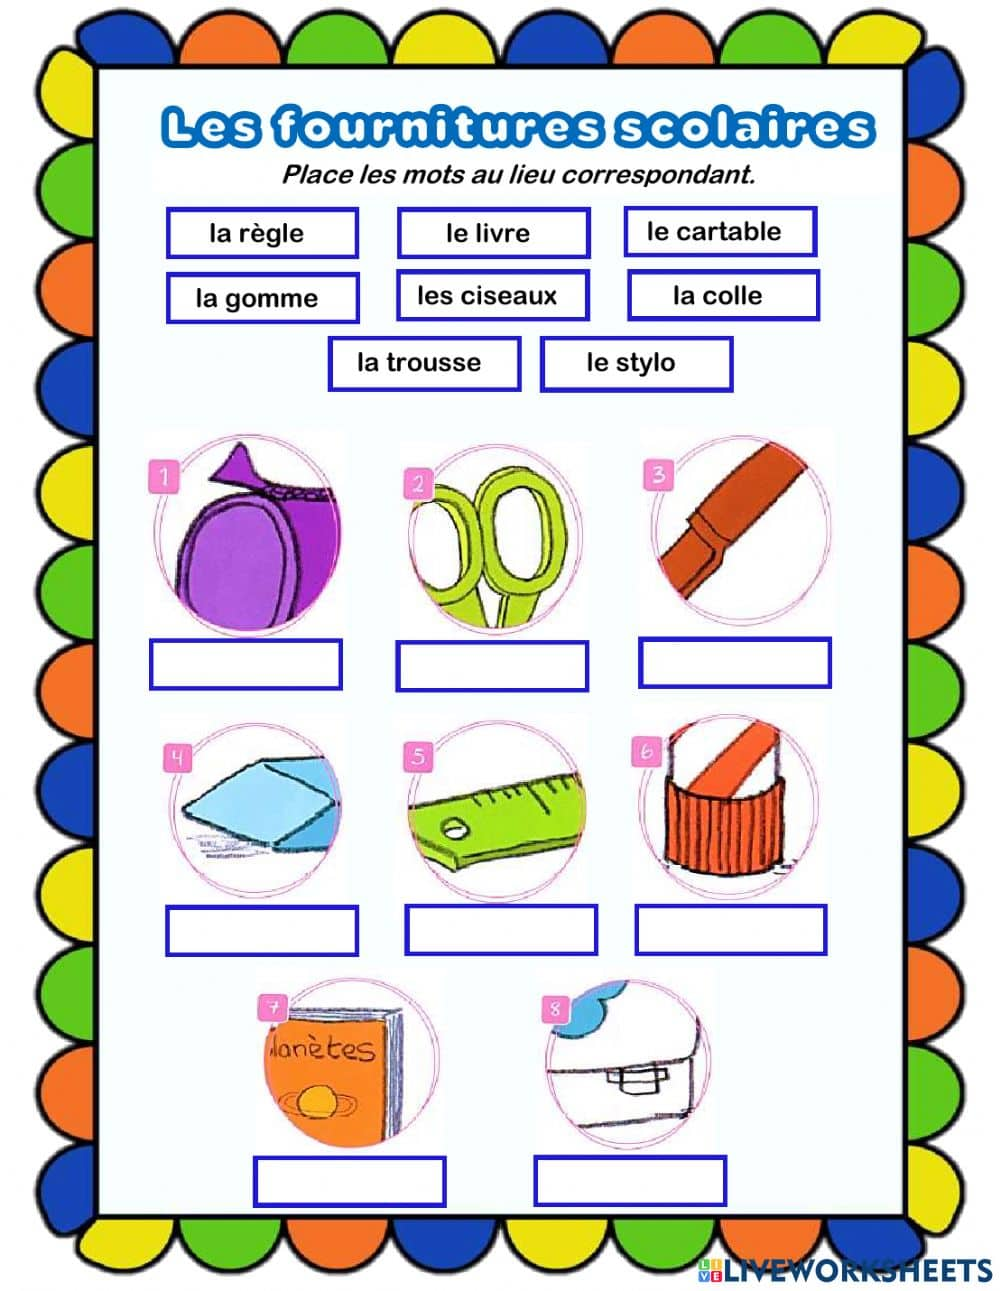 Les fournitures scolaires
Place les mots au lieu correspondant.
la règle le livre le cartable
la gomme les ciseaux la colle
la trousse le stylo
1 2 3
4 5 6
7 8
lanètes
LIVE LIVEWORKSHEETS